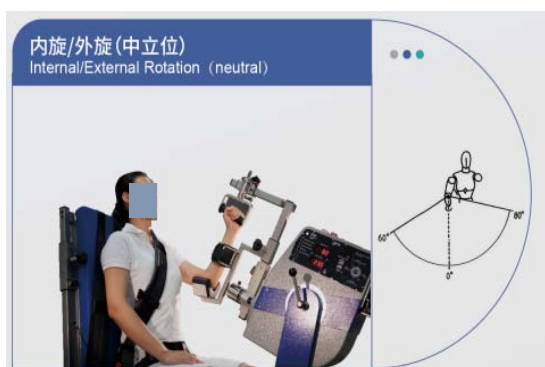 内旋/外旋(中立位)
Internal/External Rotation（neutral）
60°
0°
80°